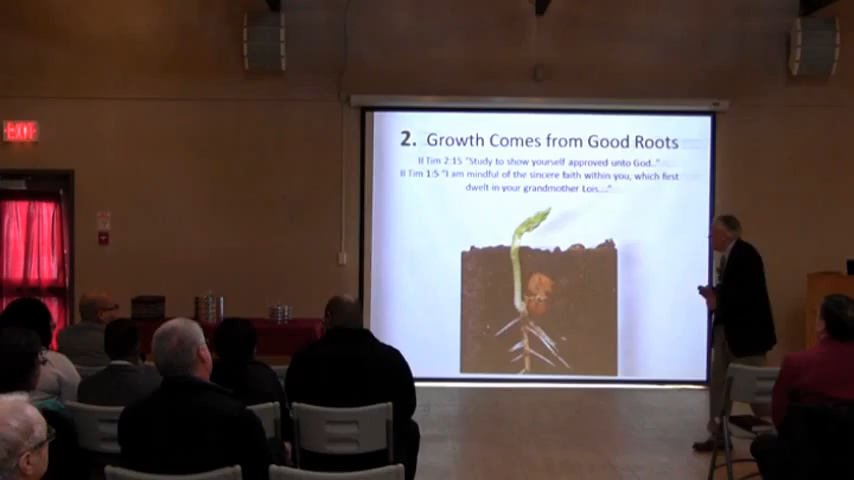 EXIT
2. Growth Comes from Good Roots
II Tim 2:15 "Study to show yourself approved unto God.."
II Tim 1:5 "I am mindful of the sincere faith within you, which first
dwelt in your grandmother Lois...."